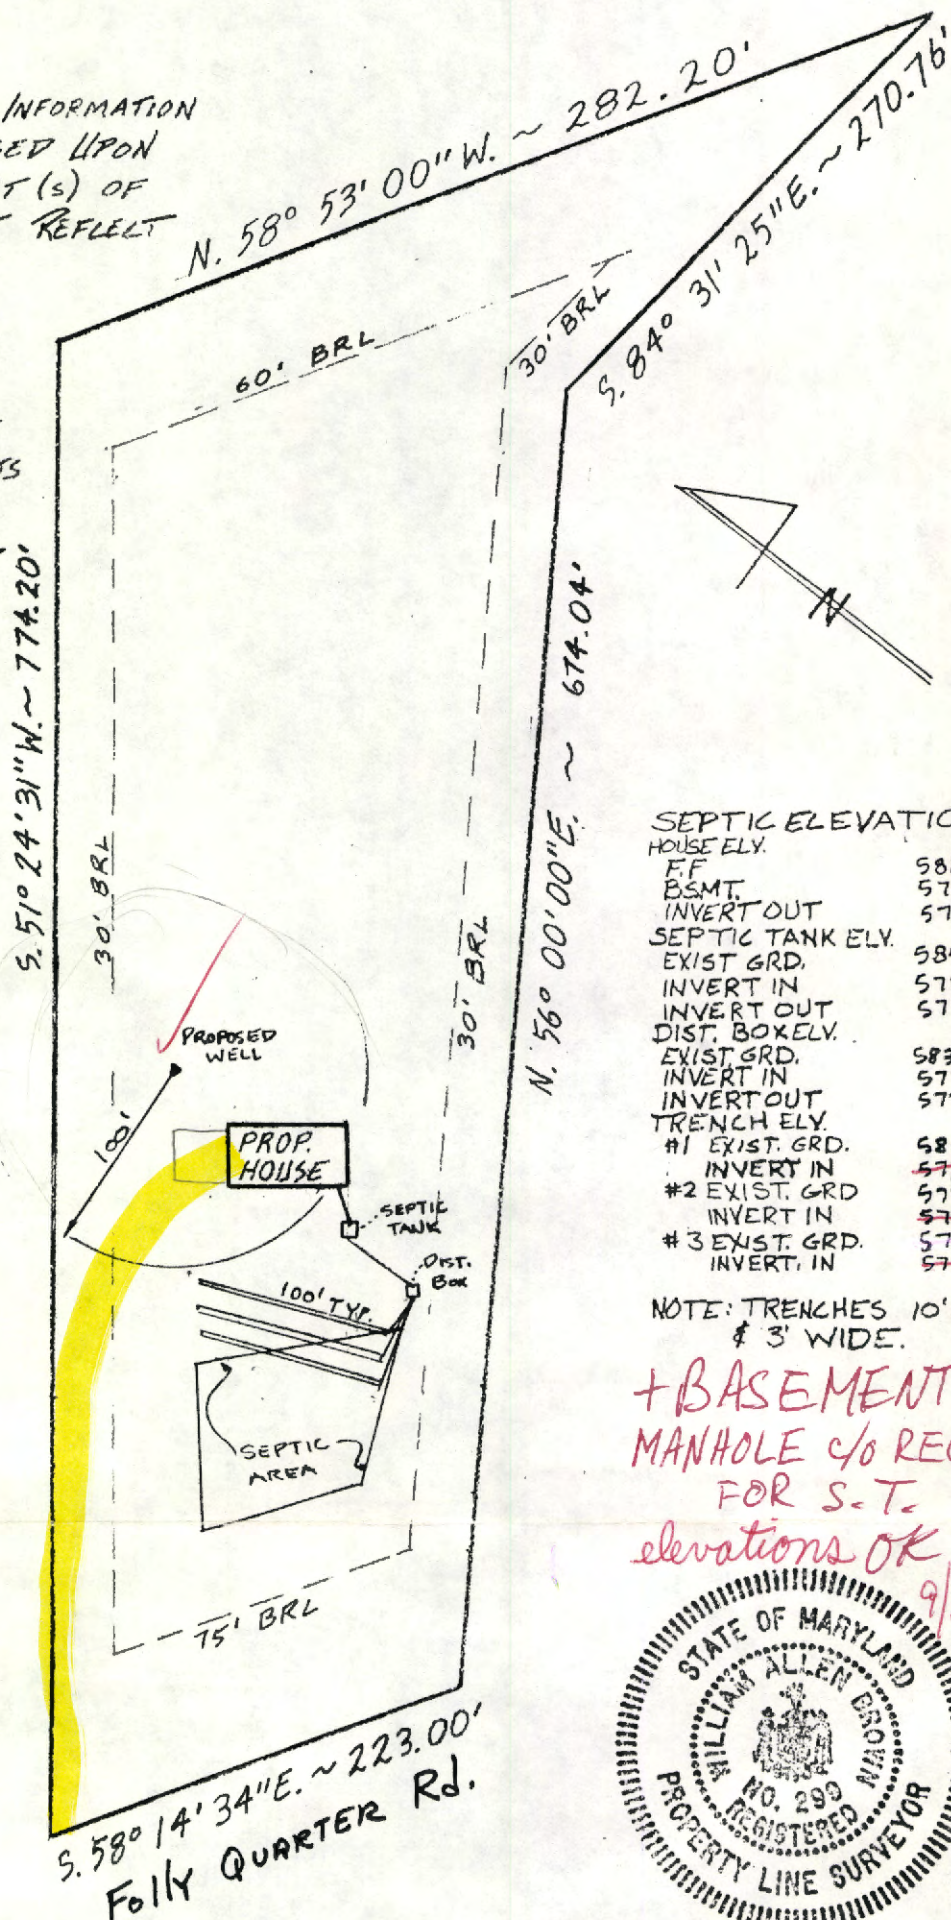 INFORMATION
UPON
(S) OF
REFLECT
N. 58° 53' 00" W. ~ 282.20'
S. 84° 31' 25" E. ~ 270.76'
60' BRL
30' BRL
S. 51° 24' 31" W. ~ 774.20'
30' BRL
N. 56° 00' 00" E. ~ 674.04'
30' BRL
N
PROPOSED
WELL
100'
PROP.
HOUSE
SEPTIC
TANK
DIST.
BOX
100' TYP.
SEPTIC
AREA
75' BRL
S. 58° 14' 34" E. ~ 223.00'
Folly QUARTER Rd.
SEPTIC
HOUSE ELV.
F.F
BSMT.
INVERT OUT
SEPTIC TANK ELV.
EXIST GRD.
INVERT IN
INVERT OUT
DIST. BOX ELV.
EXIST. GRD.
INVERT IN
INVERT OUT
TRENCH ELV.
#1 EXIST. GRD.
INVERT IN
#2 EXIST. GRD
INVERT IN
#3 EXIST. GRD.
INVERT. IN
NOTE: TRENCHES 10'
& 3' WIDE.
+ BASEMENT
MANHOLE c/o
FOR S.T.
elevations OK
STATE OF MARYLAND
WILLIAM ALLEN BROWN
NO. 299
REGISTERED
PROPERTY LINE SURVEYOR